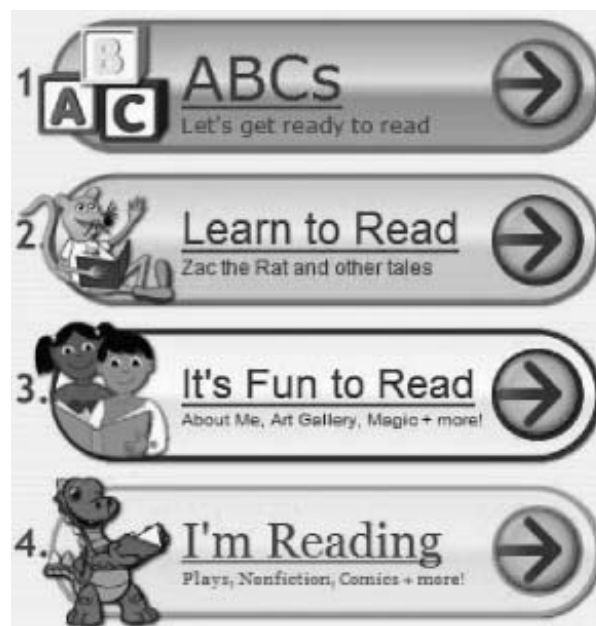 B
A C
1 ABCs
Let's get ready to read
2. Learn to Read
Zac the Rat and other tales
3. It's Fun to Read
About Me, Art Gallery, Magic + more!
4. I'm Reading
Plays, Nonfiction, Comics + more!